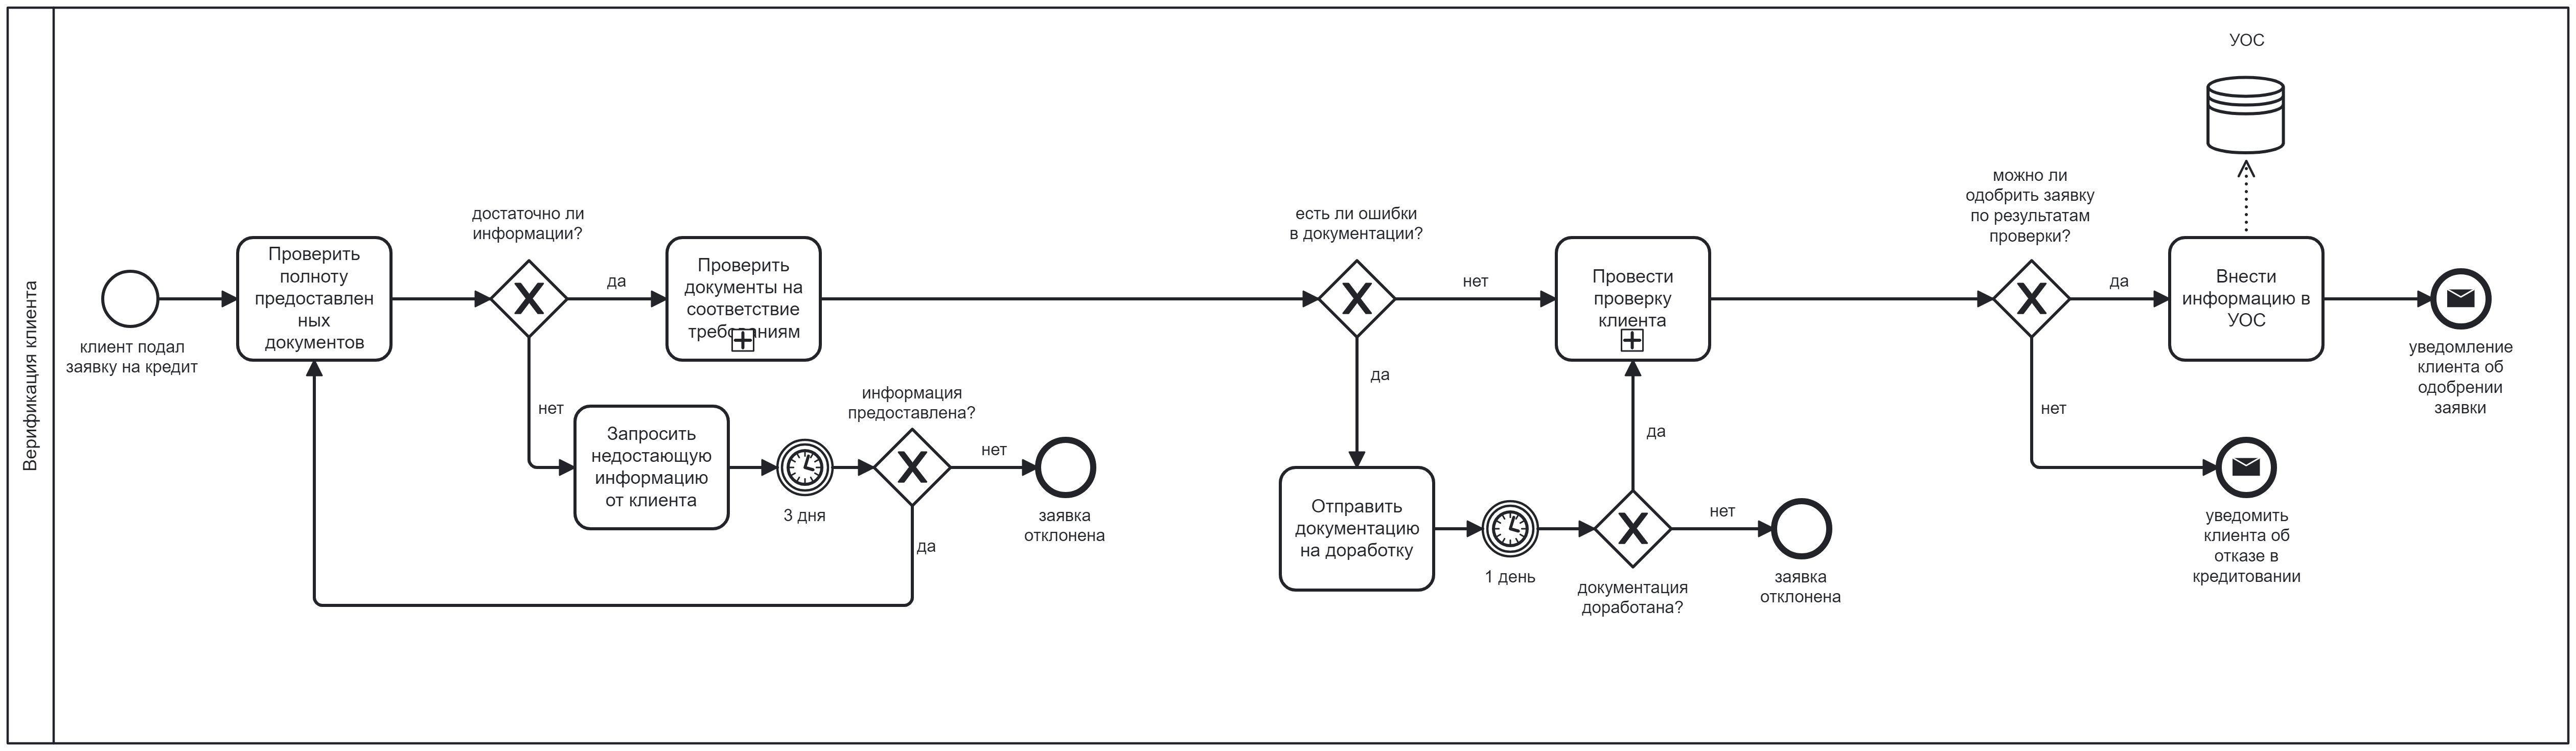 Верификация клиента
клиент подал
заявку на кредит
Проверить
полноту
предоставлен
ных
документов
достаточно ли
информации?
да
нет
Проверить
документы на
соответствие
требованиям
Запросить
недостающую
информацию
от клиента
3 дня
информация
предоставлена?
нет
да
заявка
отклонена
есть ли ошибки
в документации?
нет
да
Отправить
документацию
на доработку
1 день
документация
доработана?
да
нет
заявка
отклонена
Провести
проверку
клиента
можно ли
одобрить заявку
по результатам
проверки?
да
нет
УОС
Внести
информацию в
УОС
уведомление
клиента об
одобрении
заявки
уведомить
клиента об
отказе в
кредитовании